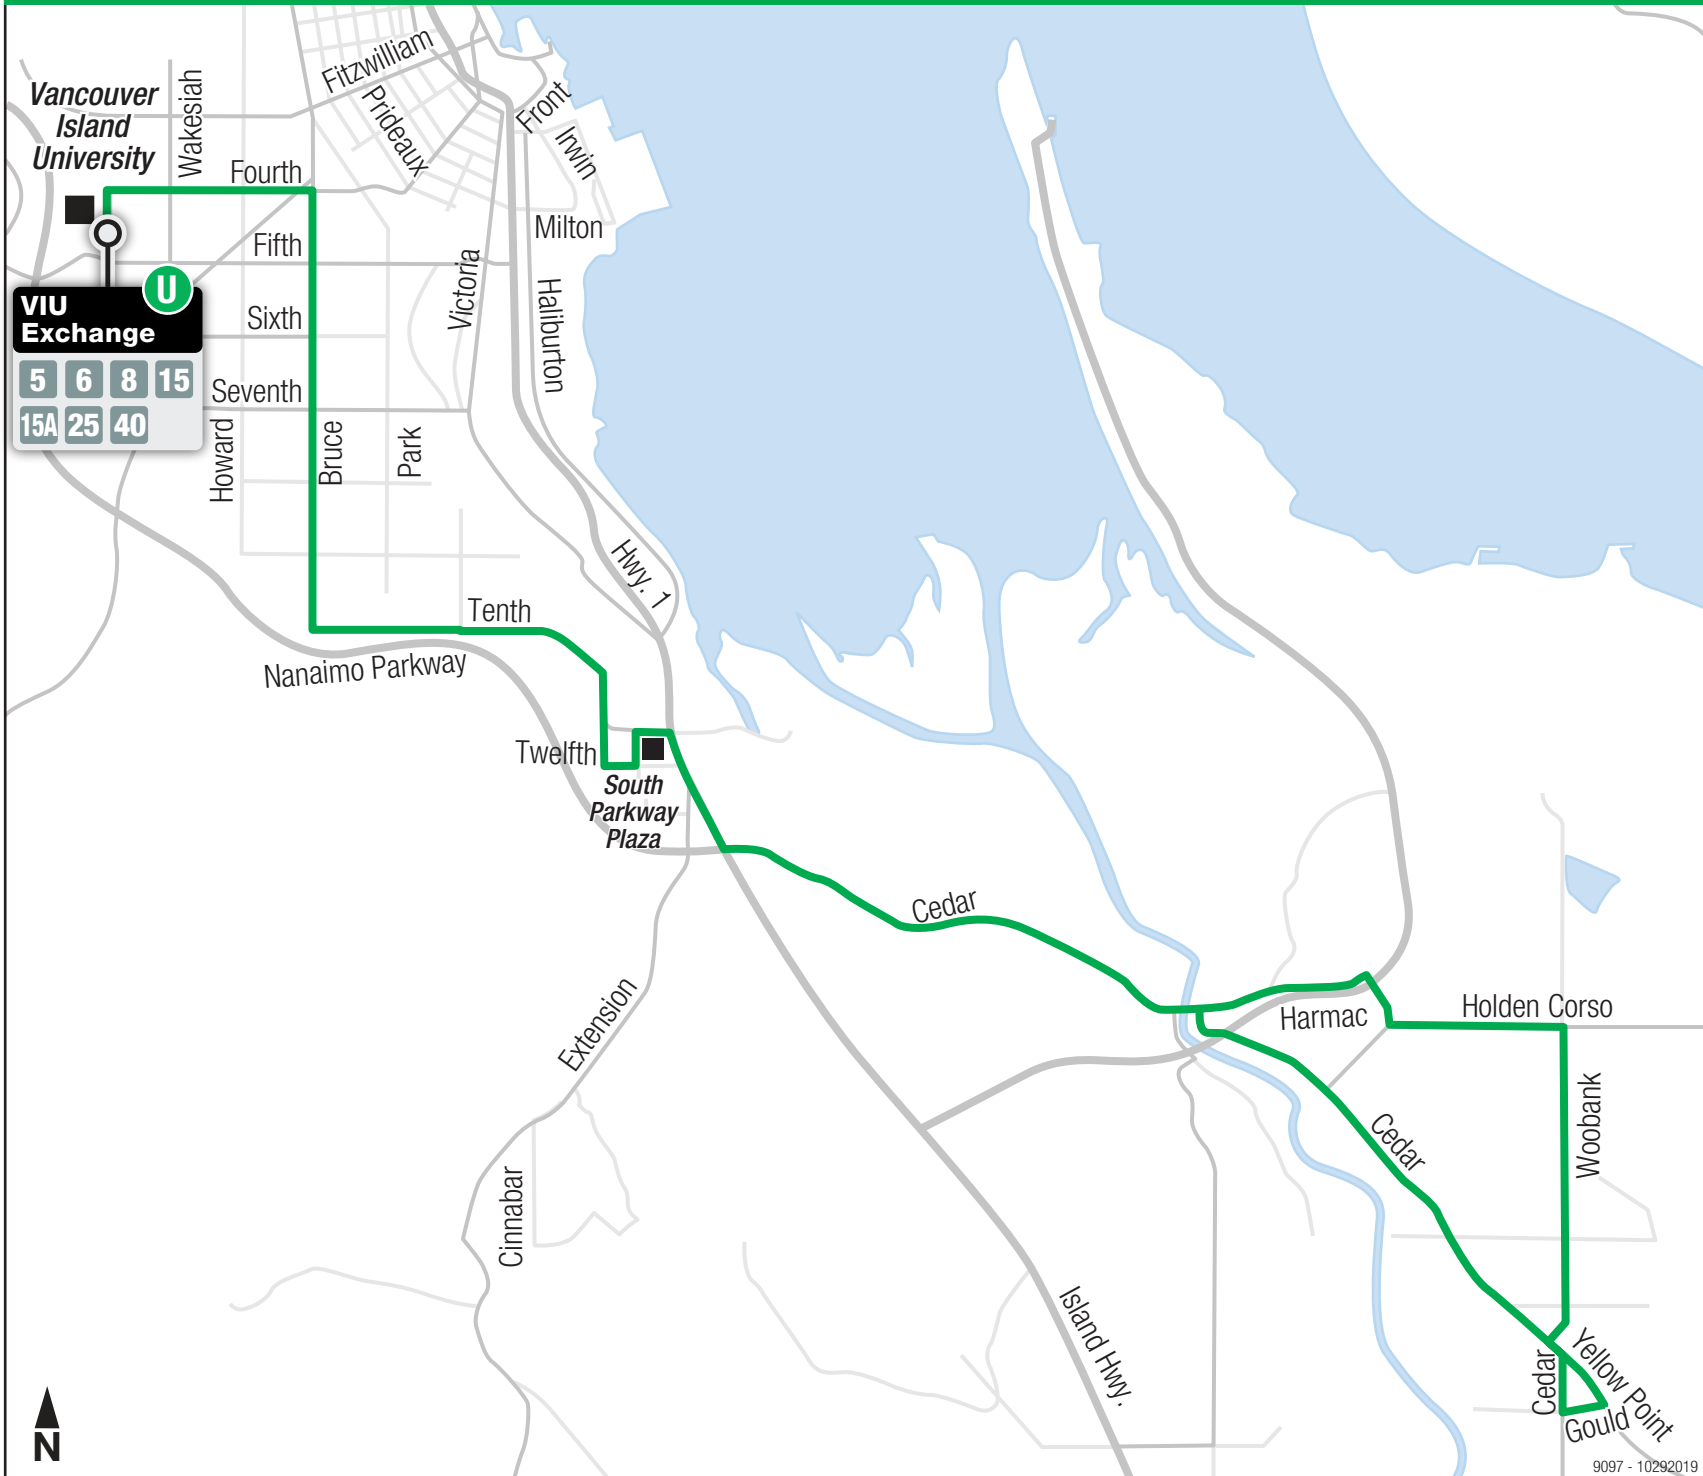 Fitzwilliam
Prideaux
Front
Irwin
Vancouver
Island
University
Wakesiah
Fourth
Milton
Fifth
Victoria
Haliburton
U
VIU
Exchange
Sixth
5 6 8 15
15A 25 40
Seventh
Howard
Bruce
Park
Hwy. 1
Tenth
Nanaimo Parkway
Twelfth
South
Parkway
Plaza
Cedar
Extension
Harmac
Holden Corso
Woobank
Cedar
Cinnabar
Island Hwy.
Yellow Point
Cedar
Gould
N
9097 - 10292019